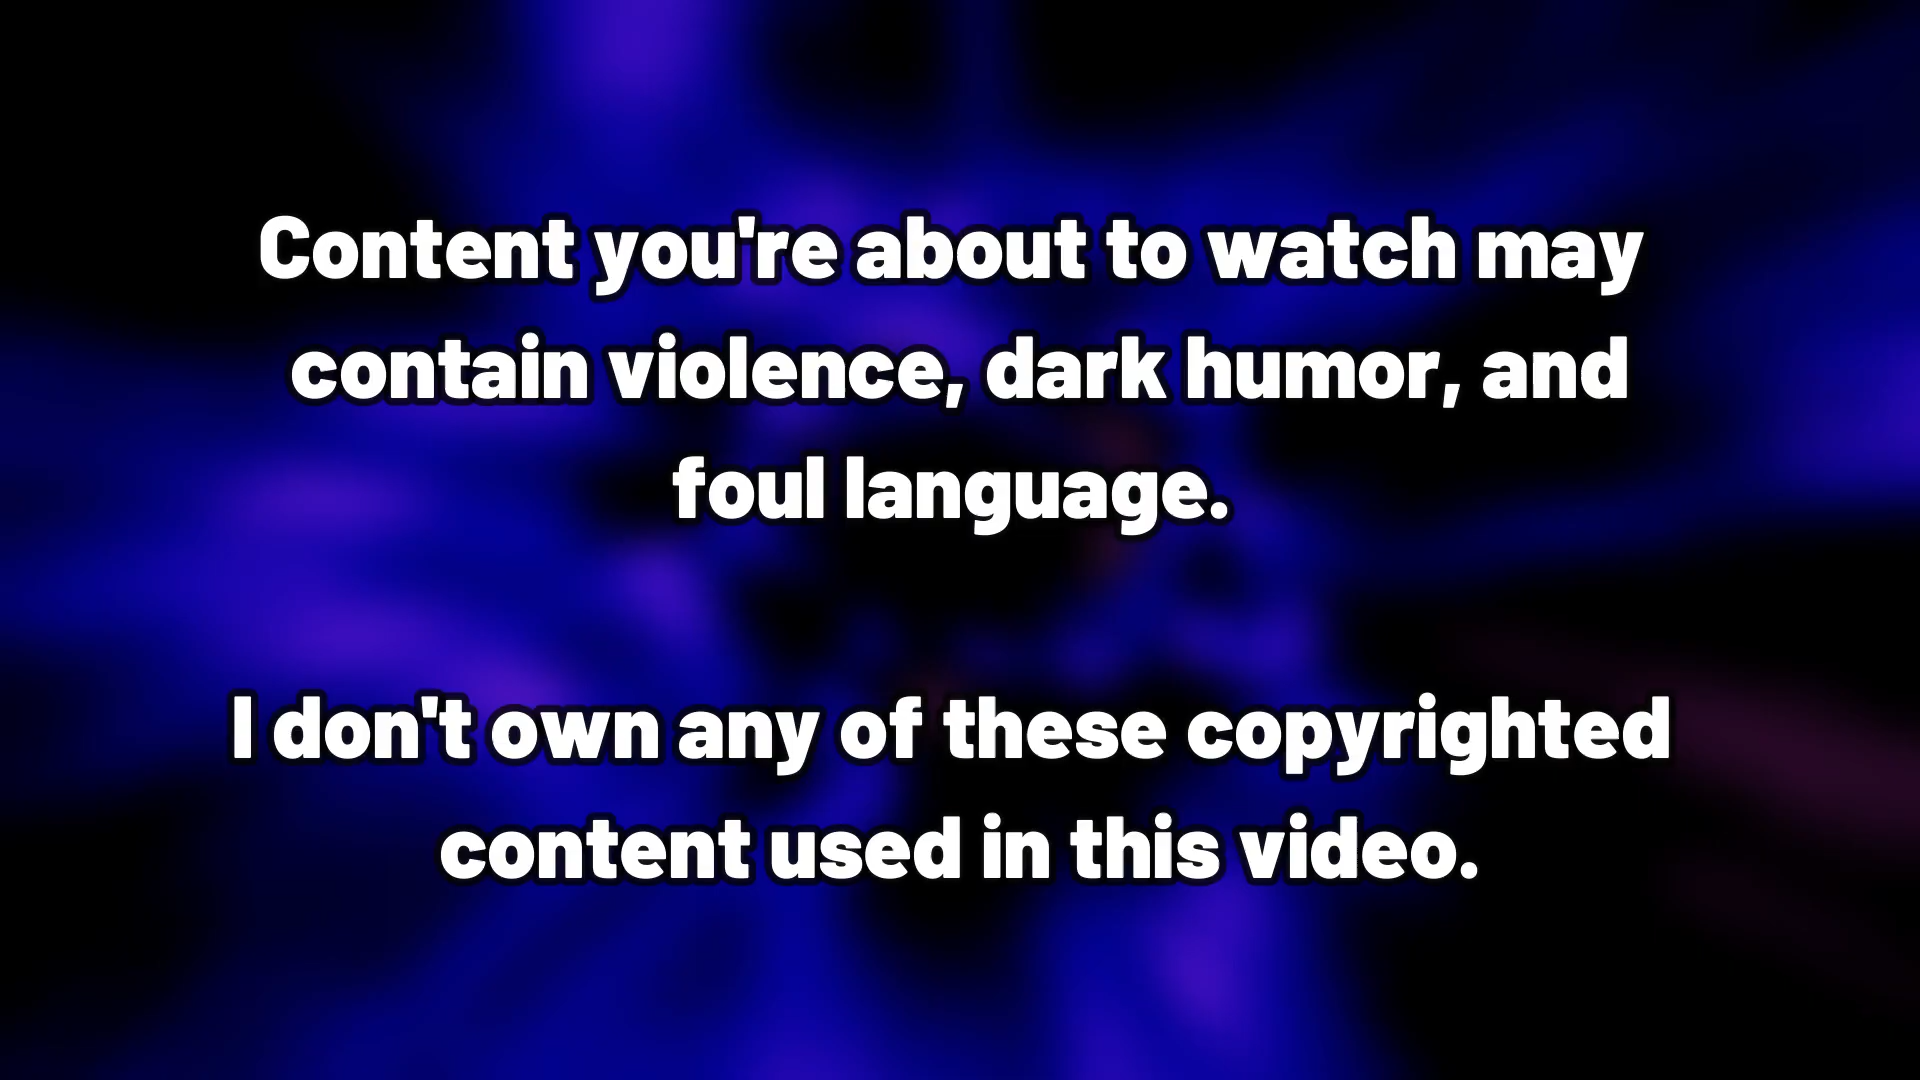 Content you're about to watch may
contain violence, dark humor, and
foul language.
I don't own any of these copyrighted
content used in this video.